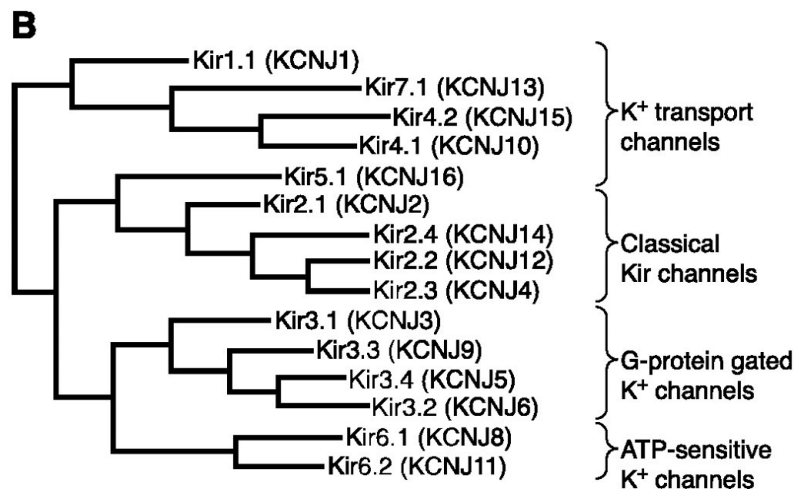 B
Kir1.1 (KCNJ1)
Kir7.1 (KCNJ13)
Kir4.2 (KCNJ15)
Kir4.1 (KCNJ10)
Kir5.1 (KCNJ16)
Kir2.1 (KCNJ2)
Kir2.4 (KCNJ14)
Kir2.2 (KCNJ12)
Kir2.3 (KCNJ4)
Kir3.1 (KCNJ3)
Kir3.3 (KCNJ9)
Kir3.4 (KCNJ5)
Kir3.2 (KCNJ6)
Kir6.1 (KCNJ8)
Kir6.2 (KCNJ11)
K⁺ transport
channels
Classical
Kir channels
G-protein gated
K⁺ channels
ATP-sensitive
K⁺ channels